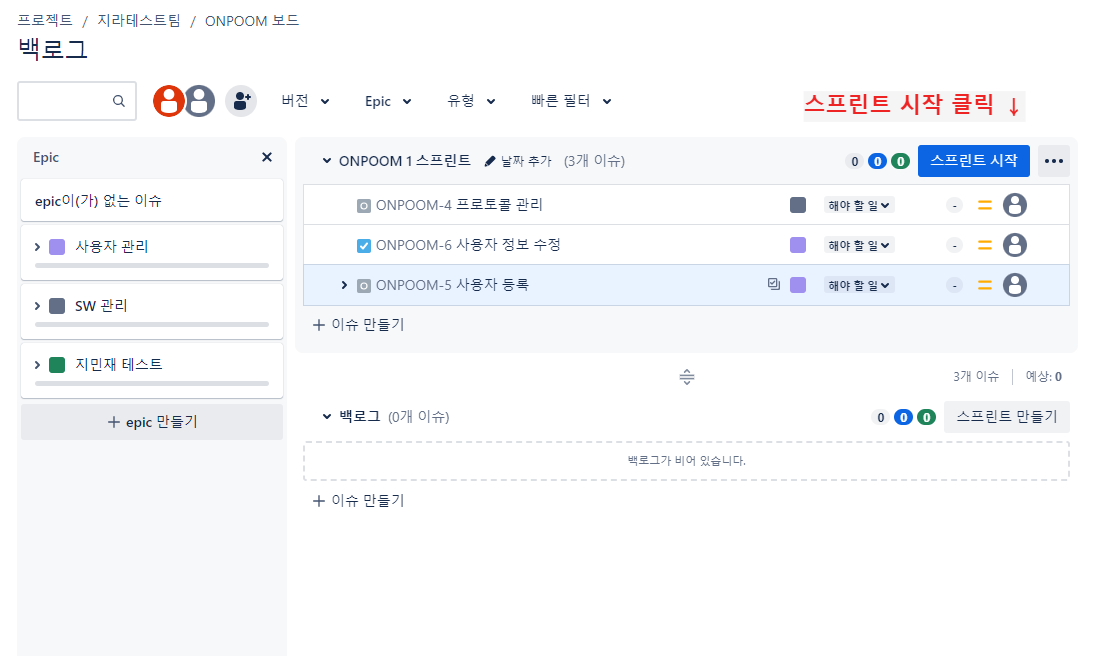 프로젝트 / 지라테스트팀 / ONPOOM 보드
백로그
버전 Epic 유형 빠른 필터
스프린트 시작 클릭 ↓
Epic ×
epic이(가) 없는 이슈
사용자 관리
SW 관리
지민재 테스트
+ epic 만들기
ONPOOM 1 스프린트 날짜 추가 (3개 이슈) 0 0 0 스프린트 시작 •••
ONPOOM-4 프로토콜 관리 해야 할 일 -
ONPOOM-6 사용자 정보 수정 해야 할 일 -
ONPOOM-5 사용자 등록 해야 할 일 -
+ 이슈 만들기
3개 이슈 예상: 0
백로그 (0개 이슈) 0 0 0 스프린트 만들기
백로그가 비어 있습니다.
+ 이슈 만들기